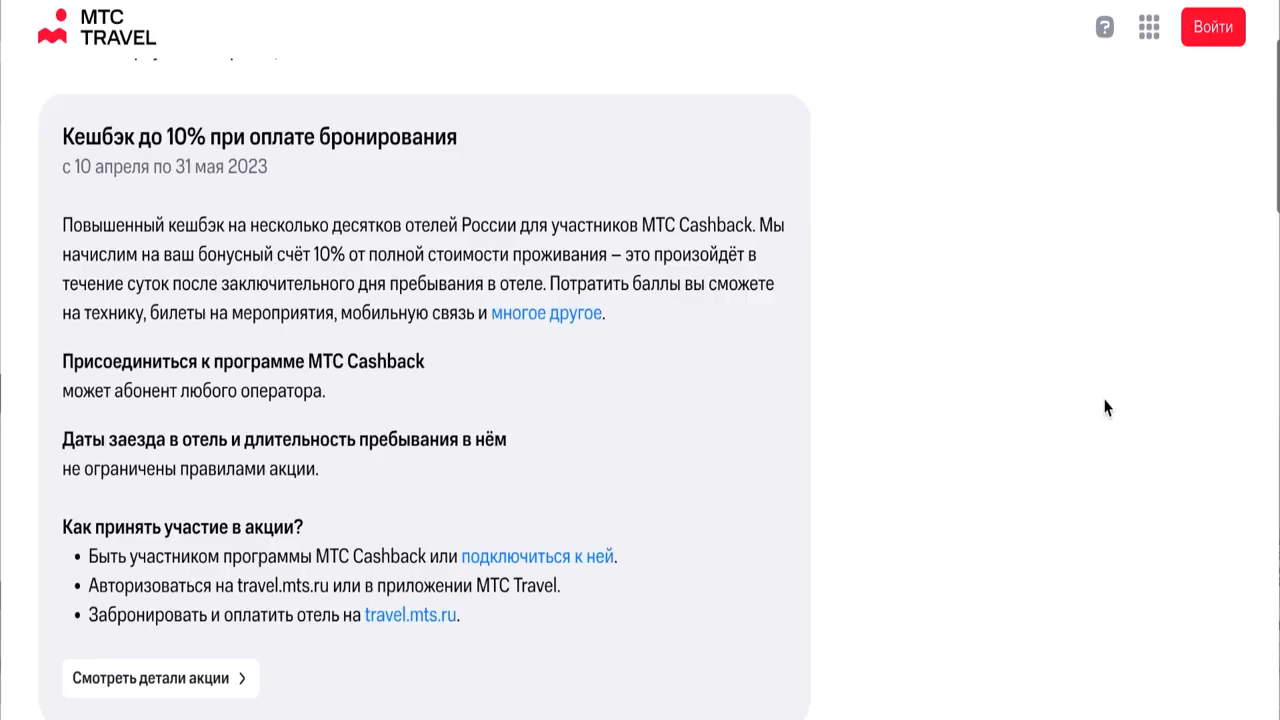 МТС
TRAVEL
?
Войти
Кешбэк до 10% при оплате бронирования
с 10 апреля по 31 мая 2023
Повышенный кешбэк на несколько десятков отелей России для участников МТС Cashback. Мы
начислим на ваш бонусный счёт 10% от полной стоимости проживания – это произойдёт в
течение суток после заключительного дня пребывания в отеле. Потратить баллы вы сможете
на технику, билеты на мероприятия, мобильную связь и многое другое.
Присоединиться к программе МТС Cashback
может абонент любого оператора.
Даты заезда в отель и длительность пребывания в нём
не ограничены правилами акции.
Как принять участие в акции?
• Быть участником программы МТС Cashback или подключиться к ней.
• Авторизоваться на travel.mts.ru или в приложении МТС Travel.
• Забронировать и оплатить отель на travel.mts.ru.
Смотреть детали акции